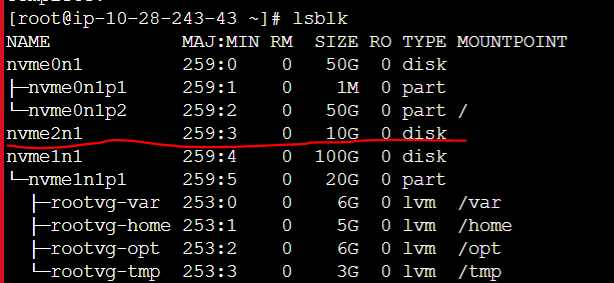 [root@ip-10-28-243-43 ~]# lsblk
NAME MAJ:MIN RM SIZE RO TYPE MOUNTPOINT
nvme0n1 259:0 0 50G 0 disk
├─nvme0n1p1 259:1 0 1M 0 part
└─nvme0n1p2 259:2 0 50G 0 part /
nvme2n1 259:3 0 10G 0 disk
nvme1n1 259:4 0 100G 0 disk
└─nvme1n1p1 259:5 0 20G 0 part
├─rootvg-var 253:0 0 6G 0 lvm /var
├─rootvg-home 253:1 0 5G 0 lvm /home
├─rootvg-opt 253:2 0 6G 0 lvm /opt
└─rootvg-tmp 253:3 0 3G 0 lvm /tmp